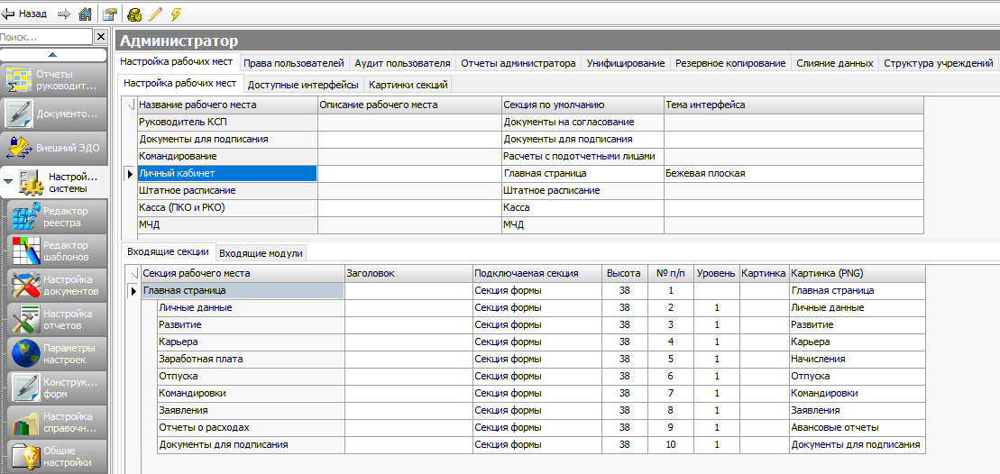 Назад
Поиск...
Отчеты
руководит...
Документо...
Внешний ЭДО
Настрой...
системы
Редактор
реестра
Редактор
шаблонов
Настройка
документов
Настройка
отчетов
Параметры
настроек
Конструк...
форм
Настройка
справочн...
Общие
настройки
Администратор
Настройка рабочих мест Права пользователей Аудит пользователя Отчеты администратора Унифицирование Резервное копирование Слияние данных Структура учреждений
Настройка рабочих мест Доступные интерфейсы Картинки секций
Название рабочего места Описание рабочего места Секция по умолчанию Тема интерфейса
Руководитель КСП Документы на согласование
Документы для подписания Документы для подписания
Командирование Расчеты с подотчетными лицами
Личный кабинет Главная страница Бежевая плоская
Штатное расписание Штатное расписание
Касса (ПКО и РКО) Касса
МЧД МЧД
Входящие секции Входящие модули
Секция рабочего места Заголовок Подключаемая секция Высота № п/п Уровень Картинка Картинка (PNG)
Главная страница Секция формы 38 1 Главная страница
Личные данные Секция формы 38 2 1 Личные данные
Развитие Секция формы 38 3 1 Развитие
Карьера Секция формы 38 4 1 Карьера
Заработная плата Секция формы 38 5 1 Начисления
Отпуска Секция формы 38 6 1 Отпуска
Командировки Секция формы 38 7 1 Командировки
Заявления Секция формы 38 8 1 Заявления
Отчеты о расходах Секция формы 38 9 1 Авансовые отчеты
Документы для подписания Секция формы 38 10 1 Документы для подписания